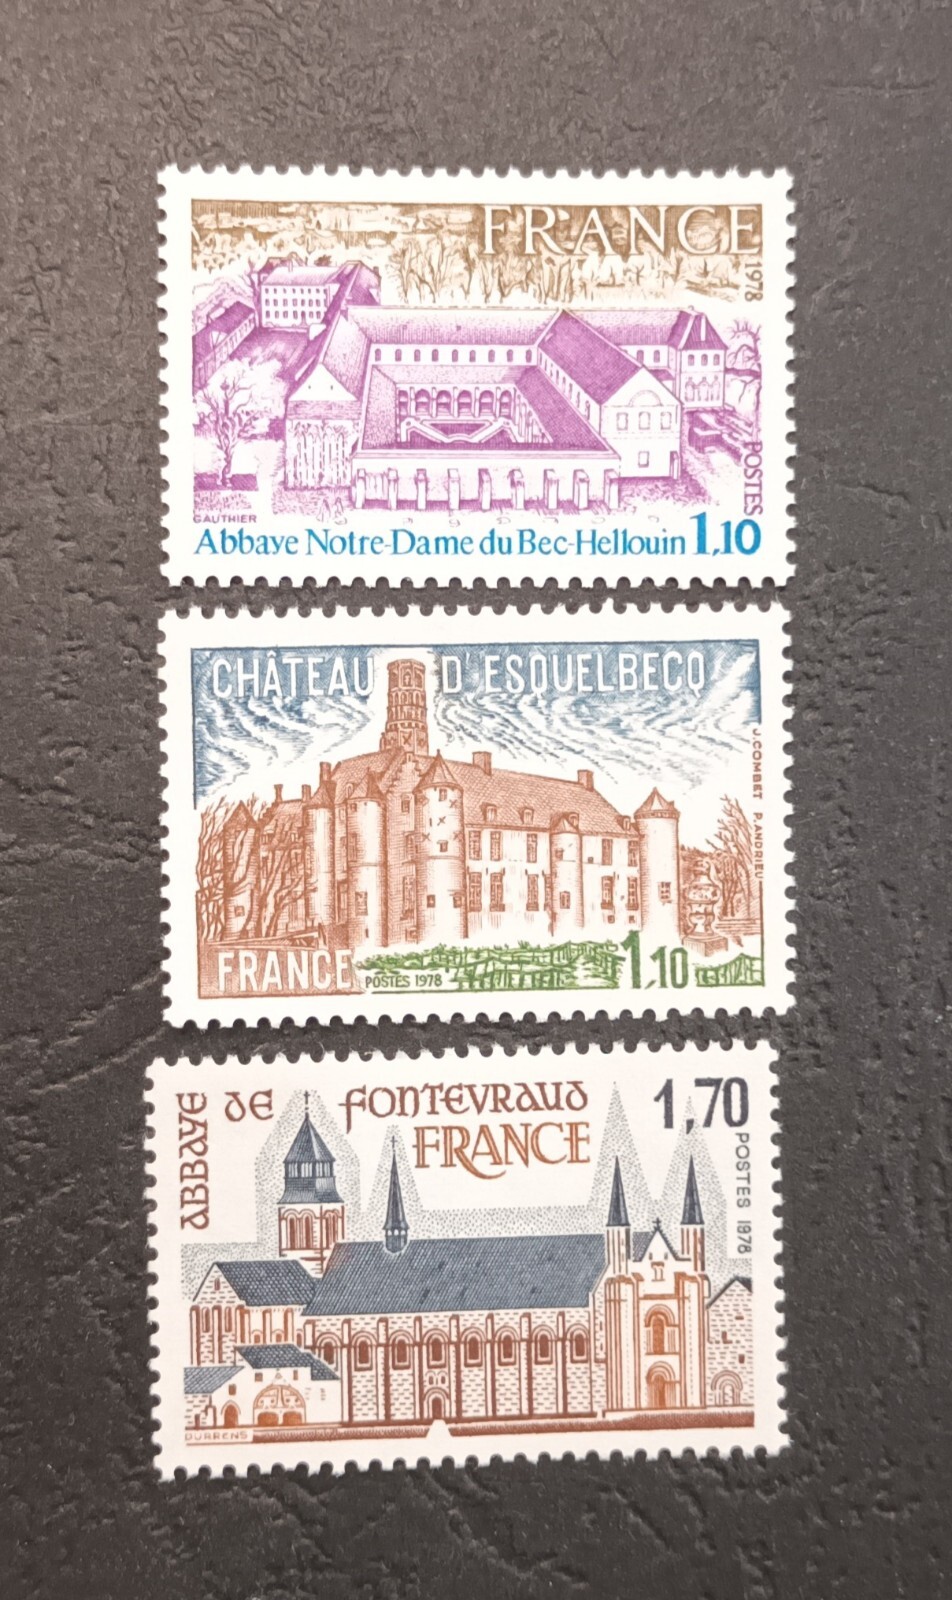 FRANCE
1978
POSTES
GAUTHIER
Abbaye Notre-Dame du Bec-Hellouin 1,10
CHÂTEAU D'ESQUELBECQ
J.COMBET P.ANDRIEU
FRANCE
POSTES 1978
1,10
ABBAYE DE FONTEVRAUD
FRANCE
1,70
POSTES 1978
DURRENS